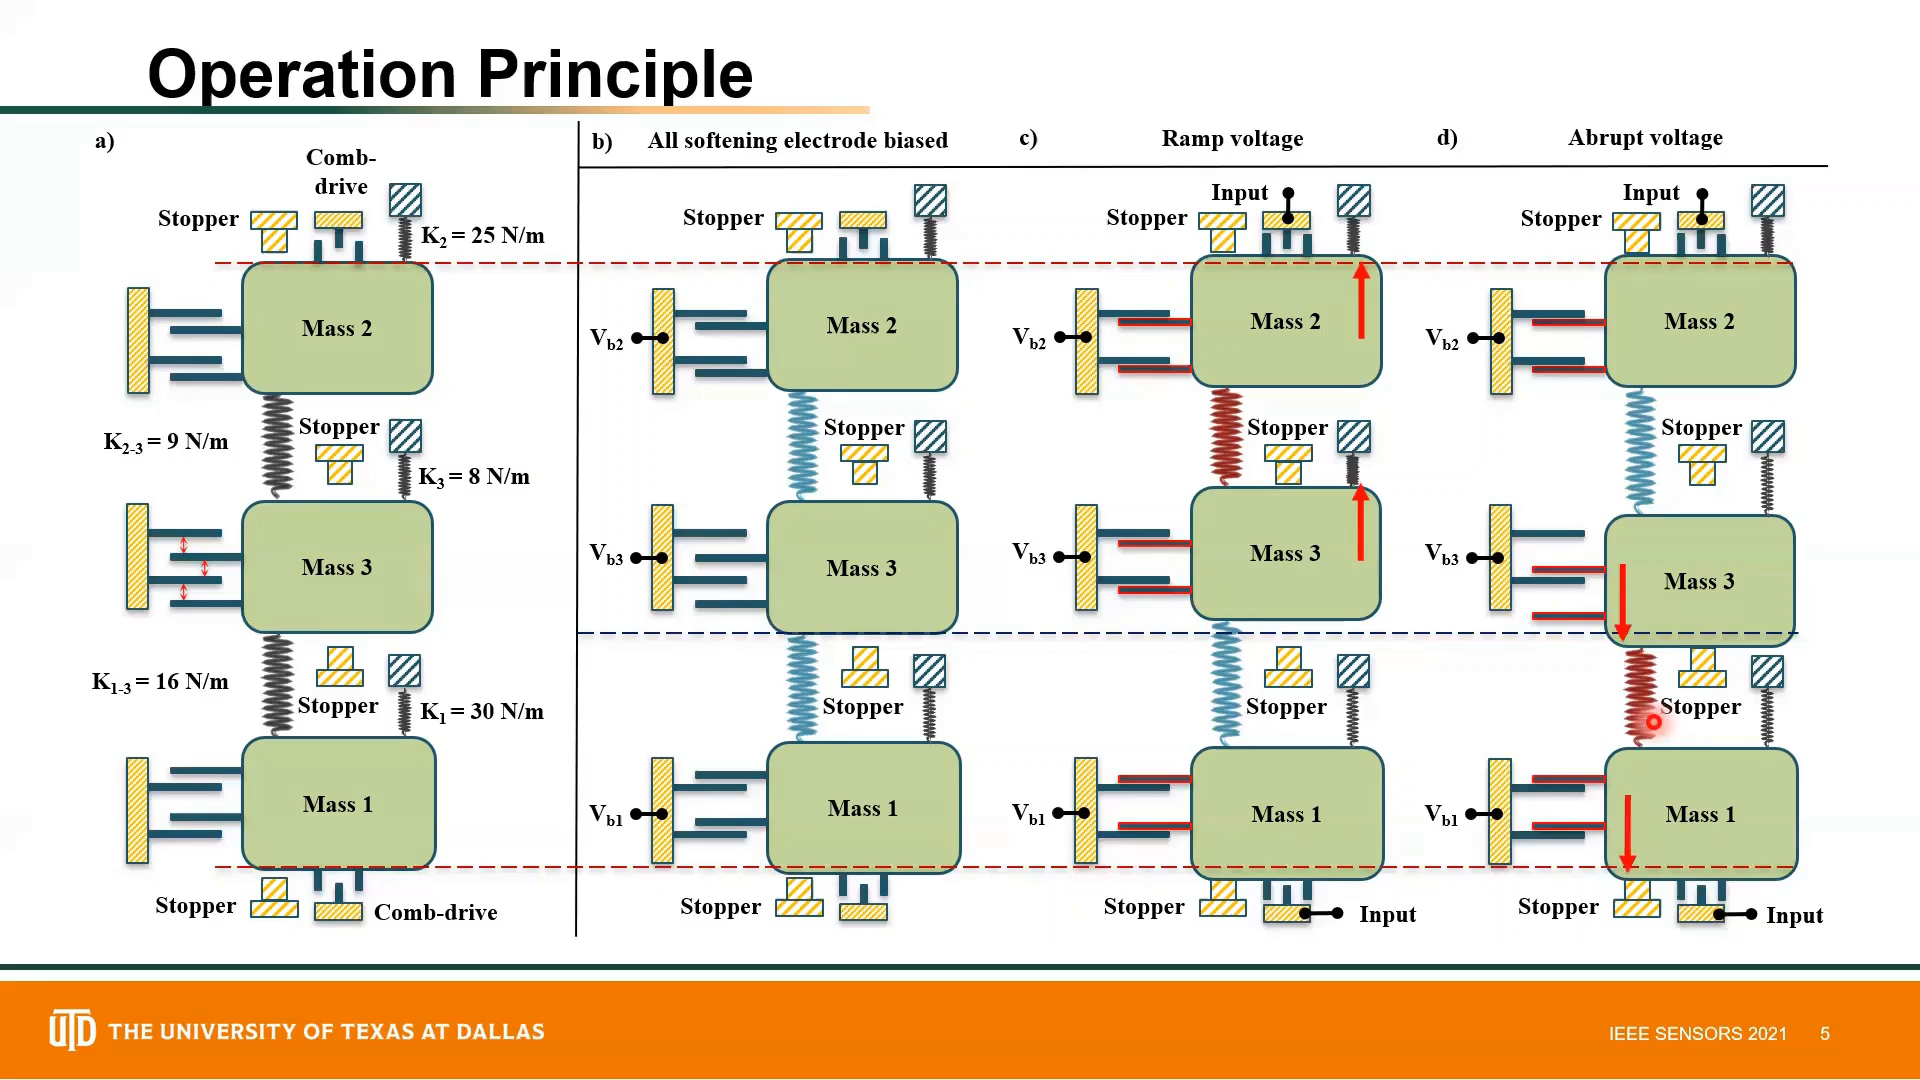 Operation Principle
a)
b) All softening electrode biased
c) Ramp voltage
d) Abrupt voltage
Comb-
drive
Stopper
K2 = 25 N/m
Mass 2
K2-3 = 9 N/m
Stopper
K3 = 8 N/m
Mass 3
K1-3 = 16 N/m
Stopper
K1 = 30 N/m
Mass 1
Stopper
Comb-drive
Stopper
Vb2
Mass 2
Stopper
Vb3
Mass 3
Stopper
Vb1
Mass 1
Stopper
Input
Stopper
Vb2
Mass 2
Stopper
Vb3
Mass 3
Stopper
Vb1
Mass 1
Stopper
Input
Input
Stopper
Vb2
Mass 2
Stopper
Vb3
Mass 3
Stopper
Vb1
Mass 1
Stopper
Input
UTD THE UNIVERSITY OF TEXAS AT DALLAS
IEEE SENSORS 2021 5